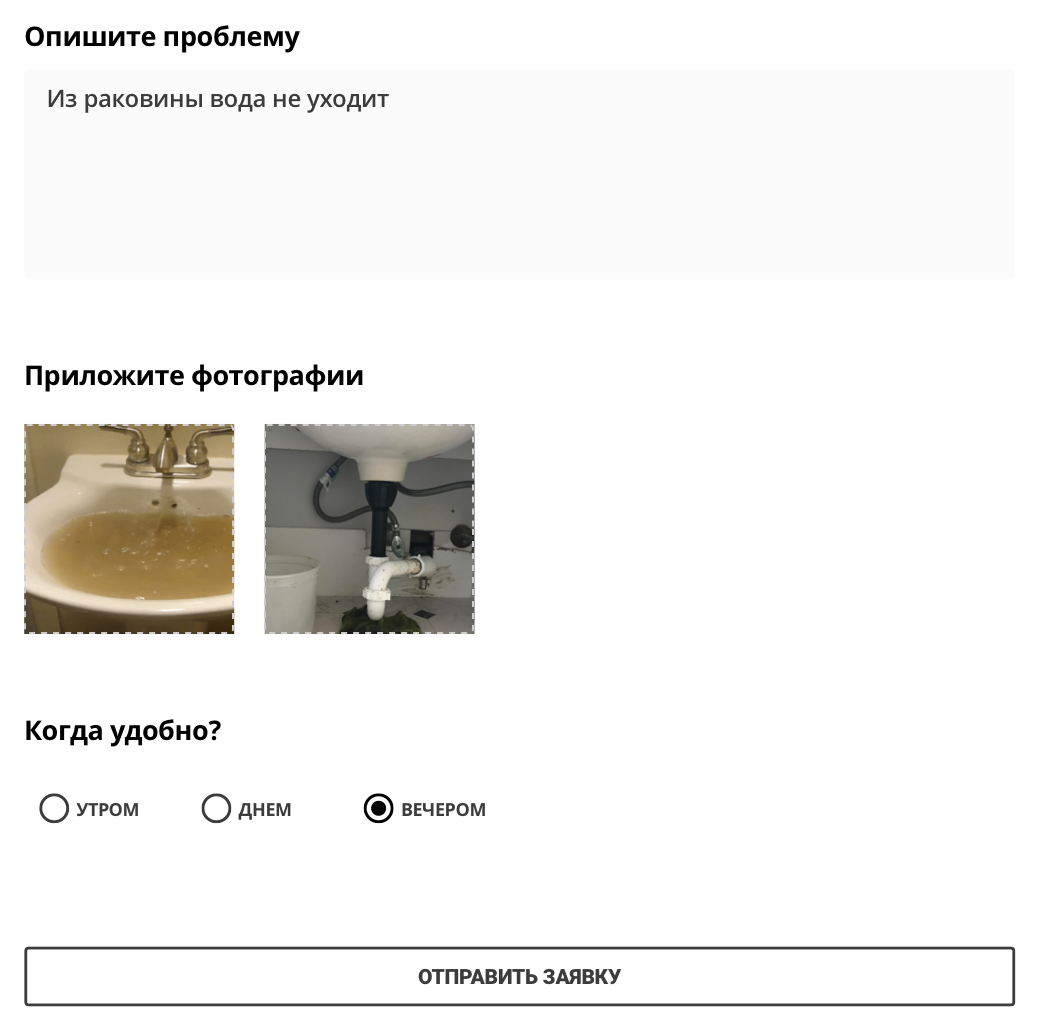 Опишите проблему
Из раковины вода не уходит
Приложите фотографии
Когда удобно?
УТРОМ ДНЕМ ВЕЧЕРОМ
ОТПРАВИТЬ ЗАЯВКУ